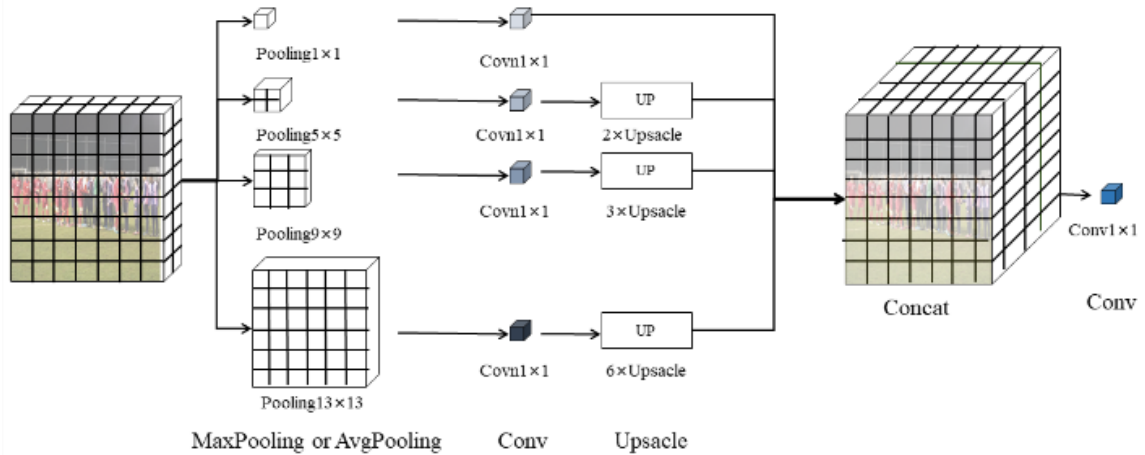 Pooling1×1
Covn1×1
Pooling5×5
Covn1×1
UP
2×Upsacle
Pooling9×9
Covn1×1
UP
3×Upsacle
Pooling13×13
Covn1×1
UP
6×Upsacle
Concat
Conv1×1
Conv
MaxPooling or AvgPooling
Conv
Upsacle